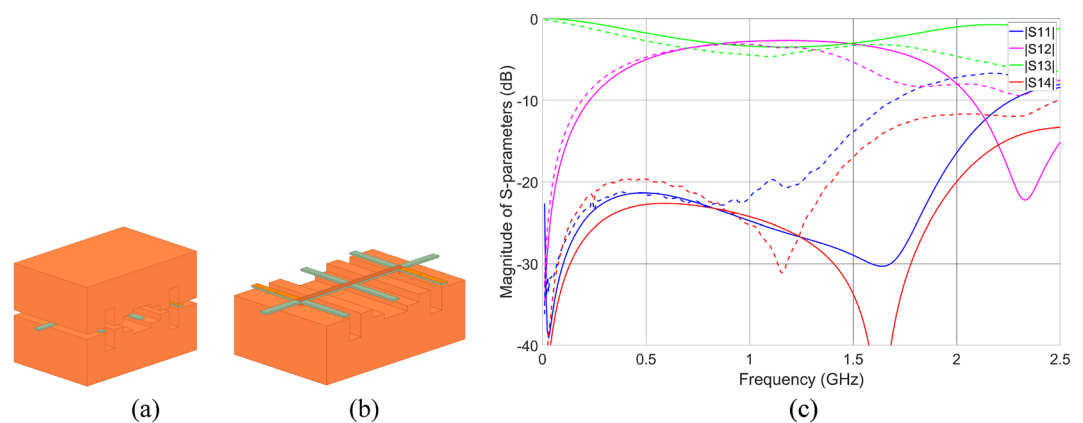 0
-10
-20
-30
-40
Magnitude of S-parameters (dB)
0
0.5
1
1.5
2
2.5
Frequency (GHz)
|S11|
|S12|
|S13|
|S14|
(a)
(b)
(c)